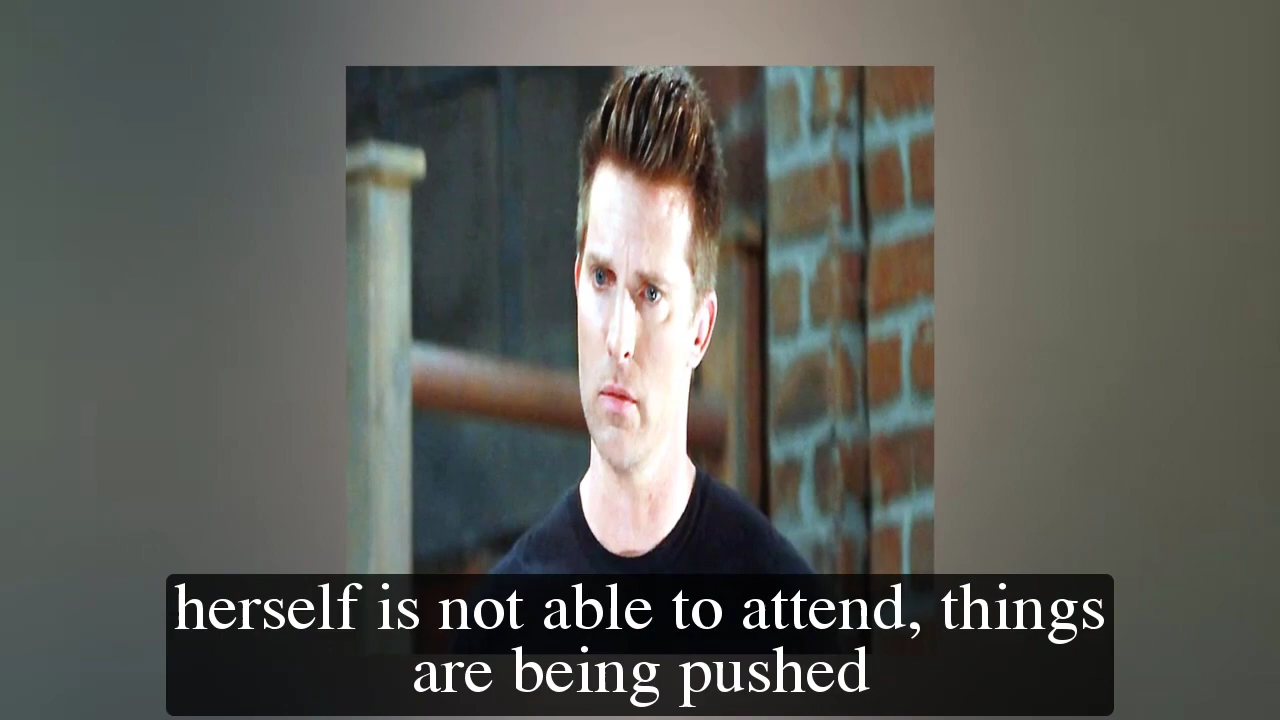 herself is not able to attend, things
are being pushed